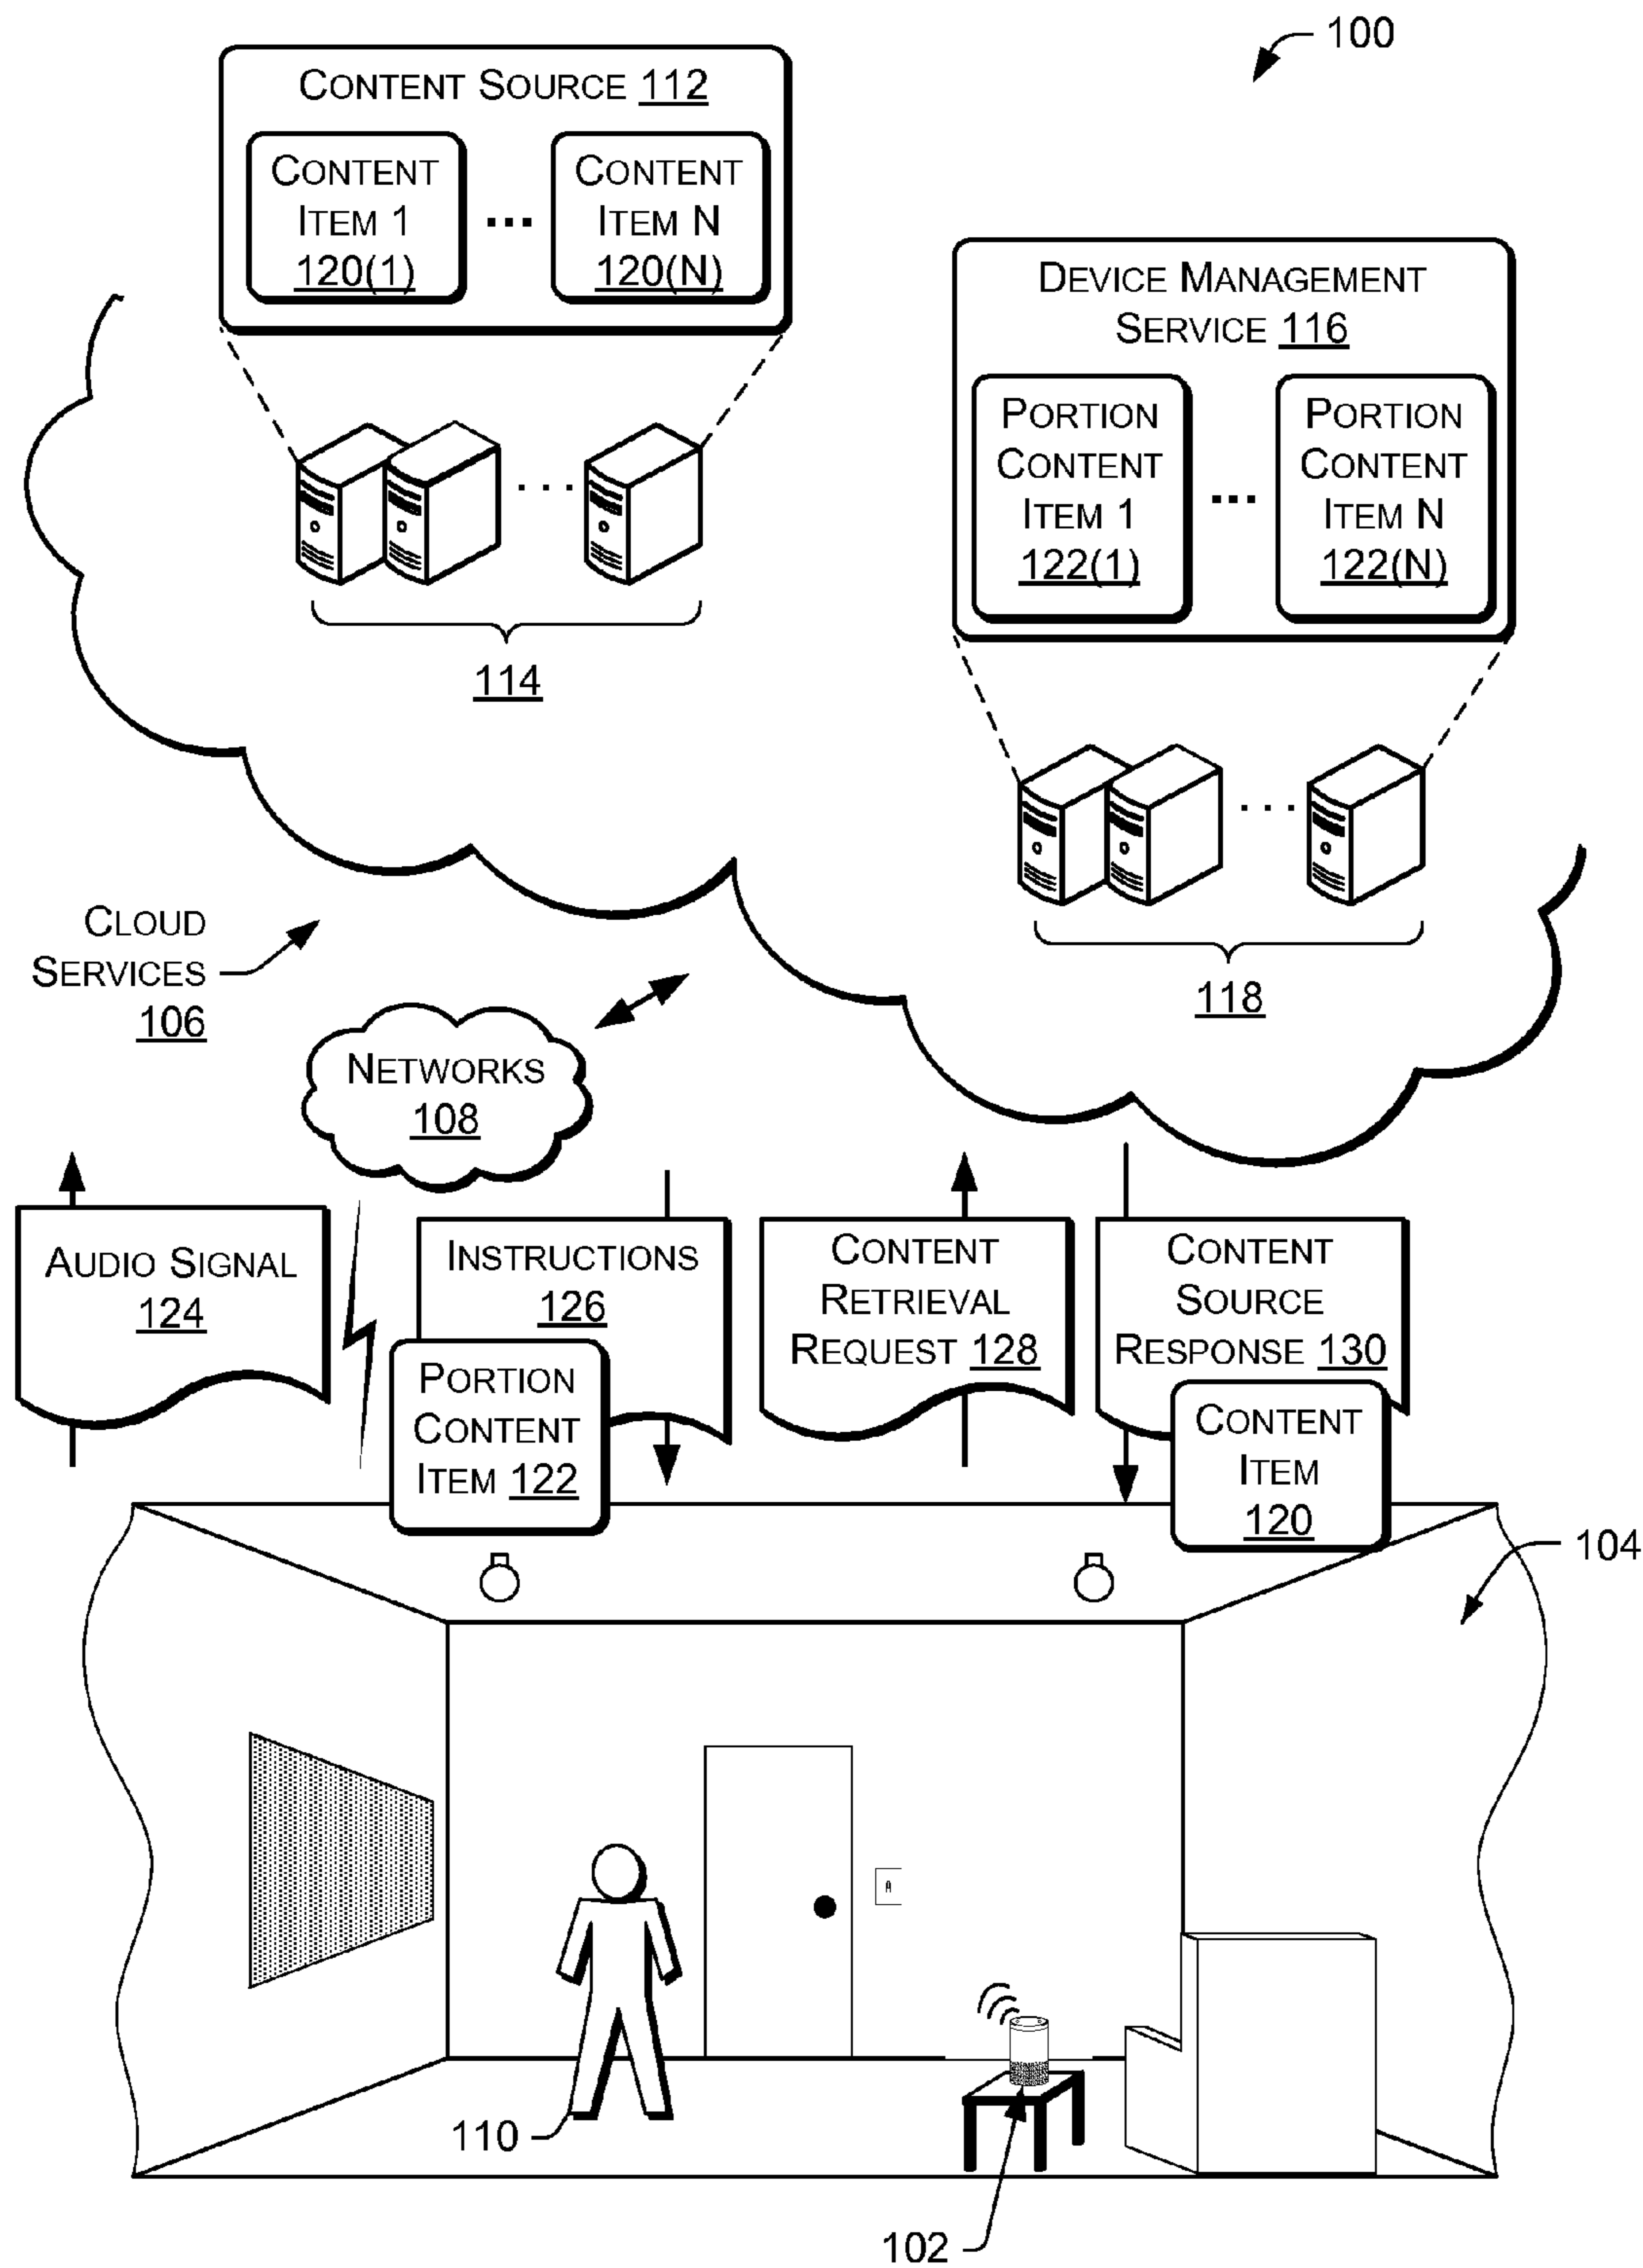 100
CONTENT SOURCE 112
CONTENT
ITEM 1
120(1)
...
CONTENT
ITEM N
120(N)
DEVICE MANAGEMENT
SERVICE 116
PORTION
CONTENT
ITEM 1
122(1)
...
PORTION
CONTENT
ITEM N
122(N)
...
114
...
118
CLOUD
SERVICES
106
NETWORKS
108
AUDIO SIGNAL
124
INSTRUCTIONS
126
PORTION
CONTENT
ITEM 122
CONTENT
RETRIEVAL
REQUEST 128
CONTENT
SOURCE
RESPONSE 130
CONTENT
ITEM
120
104
110
102